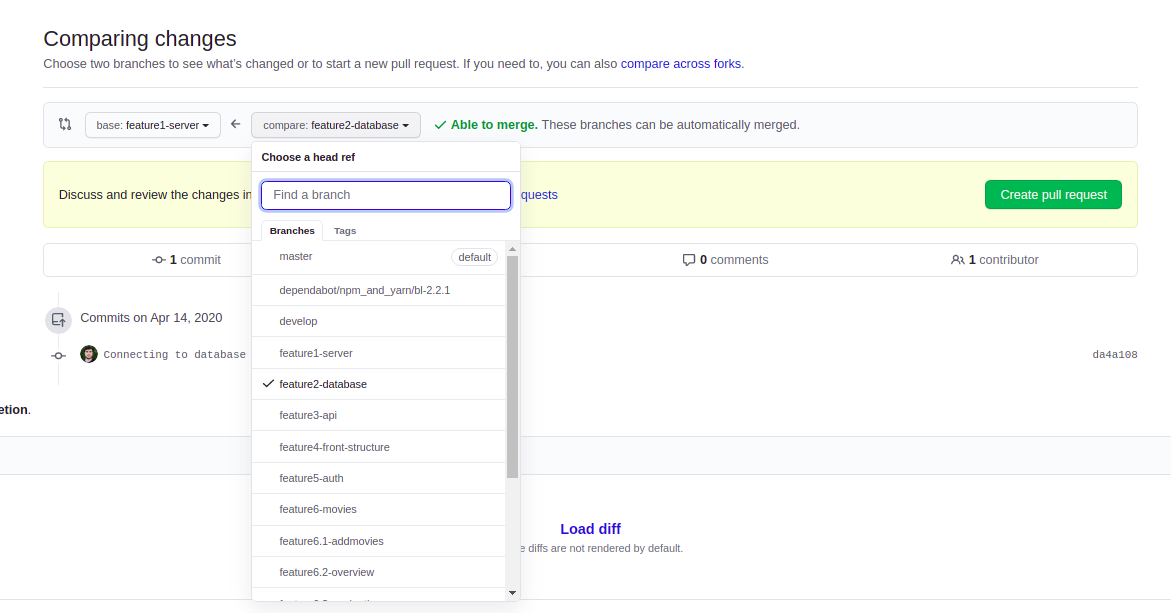 Comparing changes
Choose two branches to see what's changed or to start a new pull request. If you need to, you can also compare across forks.
base: feature1-server
compare: feature2-database
Able to merge. These branches can be automatically merged.
Choose a head ref
Discuss and review the changes in
Find a branch
quests
Create pull request
Branches
Tags
master
default
1 commit
0 comments
1 contributor
dependabot/npm_and_yarn/bl-2.2.1
Commits on Apr 14, 2020
develop
feature1-server
Connecting to database
da4a108
feature2-database
etion.
feature3-api
feature4-front-structure
feature5-auth
feature6-movies
Load diff
feature6.1-addmovies
e diffs are not rendered by default.
feature6.2-overview